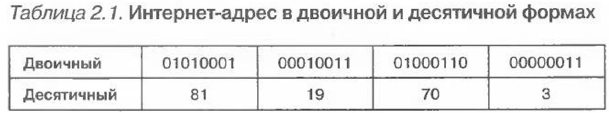 Таблица 2.1. Интернет-адрес в двоичной и десятичной формах
Двоичный 01010001 00010011 01000110 00000011
Десятичный 81 19 70 3